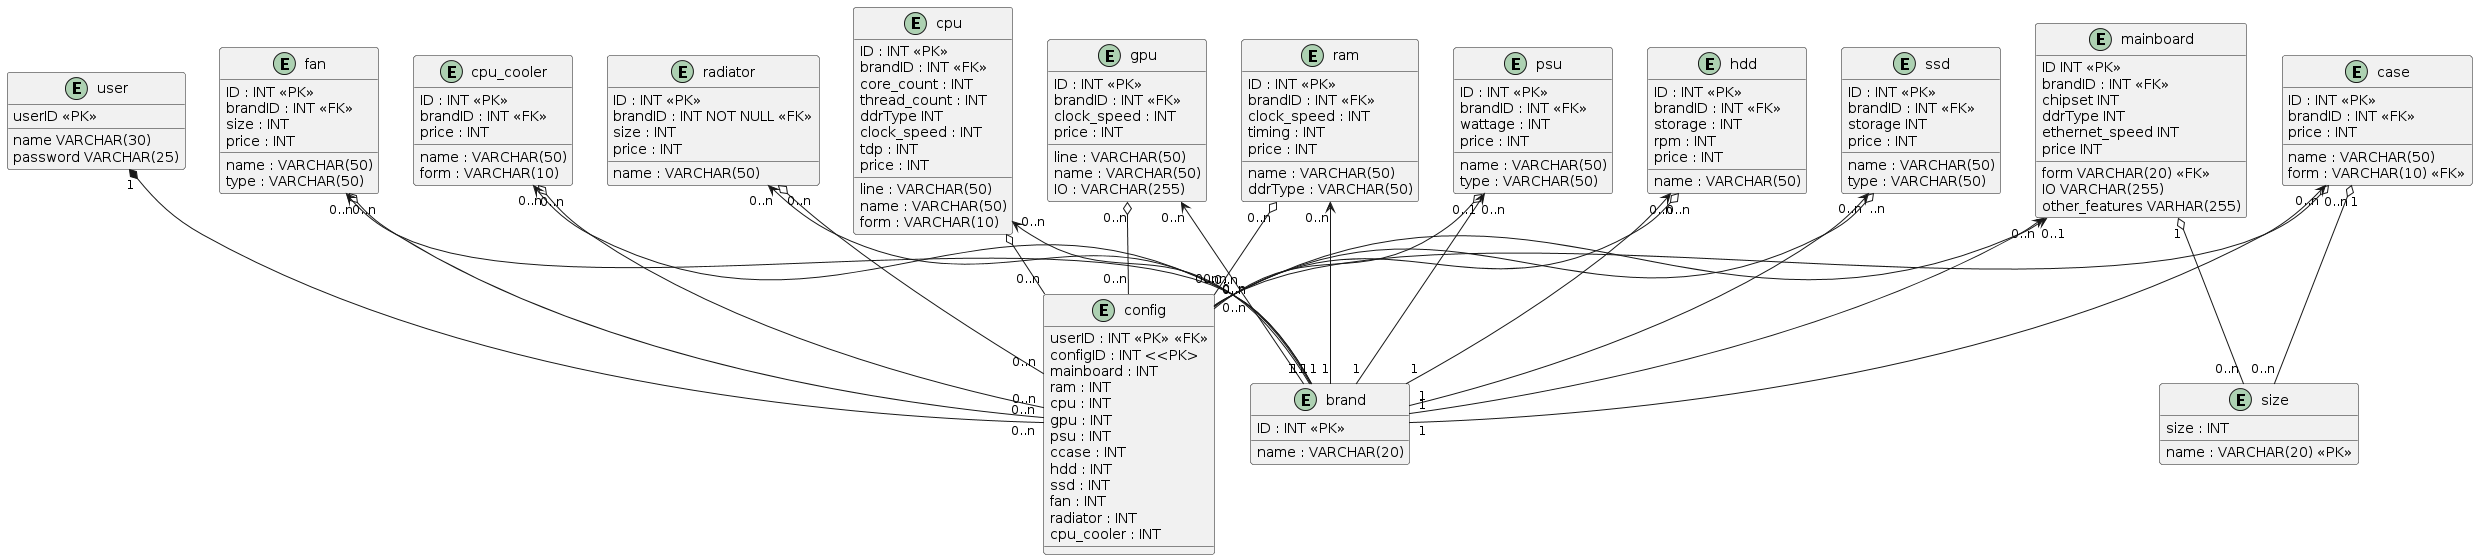 E user
userID «PK»
name VARCHAR(30)
password VARCHAR(25)
E fan
ID : INT «PK»
brandID : INT «FK»
size : INT
price : INT
name : VARCHAR(50)
type : VARCHAR(50)
E cpu_cooler
ID : INT «PK»
brandID : INT «FK»
price : INT
name : VARCHAR(50)
form : VARCHAR(10)
E radiator
ID : INT «PK»
brandID : INT NOT NULL «FK»
size : INT
price : INT
name : VARCHAR(50)
E cpu
ID : INT «PK»
brandID : INT «FK»
core_count : INT
thread_count : INT
ddrType INT
clock_speed : INT
tdp : INT
price : INT
line : VARCHAR(50)
name : VARCHAR(50)
form : VARCHAR(10)
E gpu
ID : INT «PK»
brandID : INT «FK»
clock_speed : INT
price : INT
line : VARCHAR(50)
name : VARCHAR(50)
IO : VARCHAR(255)
E ram
ID : INT «PK»
brandID : INT «FK»
clock_speed : INT
timing : INT
price : INT
name : VARCHAR(50)
ddrType : VARCHAR(50)
E psu
ID : INT «PK»
brandID : INT «FK»
wattage : INT
price : INT
name : VARCHAR(50)
type : VARCHAR(50)
E hdd
ID : INT «PK»
brandID : INT «FK»
storage : INT
rpm : INT
price : INT
name : VARCHAR(50)
E ssd
ID : INT «PK»
brandID : INT «FK»
storage INT
price : INT
name : VARCHAR(50)
type : VARCHAR(50)
E mainboard
ID INT «PK»
brandID : INT «FK»
chipset INT
ddrType INT
ethernet_speed INT
price INT
form VARCHAR(20) «FK»
IO VARCHAR(255)
other_features VARHAR(255)
E case
ID : INT «PK»
brandID : INT «FK»
price : INT
name : VARCHAR(50)
form : VARCHAR(10) «FK»
1
0..n
0..n
0..n
0..n
0..n
0..n
0..n
0..n
0..n
0..n
0..n
0..1
0..n
0..n
0..n
0..1
1
0..n
0..n
1
0..n
0..n
0..n
0..n
0..n
0..n
0..n
0..n
1
1
1
1
1
1
0..n
0..n
E config
userID : INT «PK» «FK»
configID : INT <<PK>
mainboard : INT
ram : INT
cpu : INT
gpu : INT
psu : INT
ccase : INT
hdd : INT
ssd : INT
fan : INT
radiator : INT
cpu_cooler : INT
E brand
ID : INT «PK»
name : VARCHAR(20)
E size
size : INT
name : VARCHAR(20) «PK»